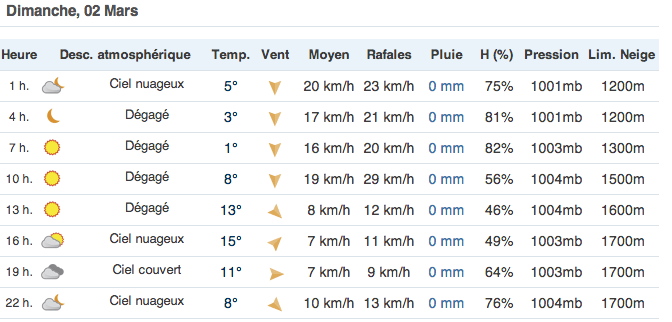 Dimanche, 02 Mars
Heure Desc. atmosphérique Temp. Vent Moyen Rafales Pluie H (%) Pression Lim. Neige
1 h. Ciel nuageux 5° 20 km/h 23 km/h 0 mm 75% 1001mb 1200m
4 h. Dégagé 3° 17 km/h 21 km/h 0 mm 81% 1001mb 1200m
7 h. Dégagé 1° 16 km/h 20 km/h 0 mm 82% 1003mb 1300m
10 h. Dégagé 8° 19 km/h 29 km/h 0 mm 56% 1004mb 1500m
13 h. Dégagé 13° 8 km/h 12 km/h 0 mm 46% 1004mb 1600m
16 h. Ciel nuageux 15° 7 km/h 11 km/h 0 mm 49% 1003mb 1700m
19 h. Ciel couvert 11° 7 km/h 9 km/h 0 mm 64% 1003mb 1700m
22 h. Ciel nuageux 8° 10 km/h 13 km/h 0 mm 76% 1004mb 1700m